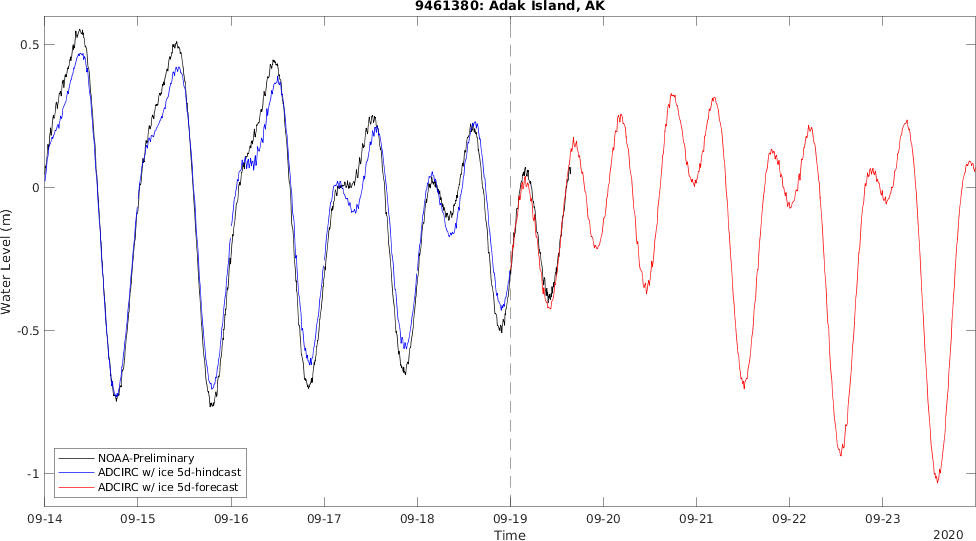 9461380: Adak Island, AK
Water Level (m)
0.5
0
-0.5
-1
NOAA-Preliminary
ADCIRC w/ ice 5d-hindcast
ADCIRC w/ ice 5d-forecast
09-14 09-15 09-16 09-17 09-18 09-19 09-20 09-21 09-22 09-23
Time
2020